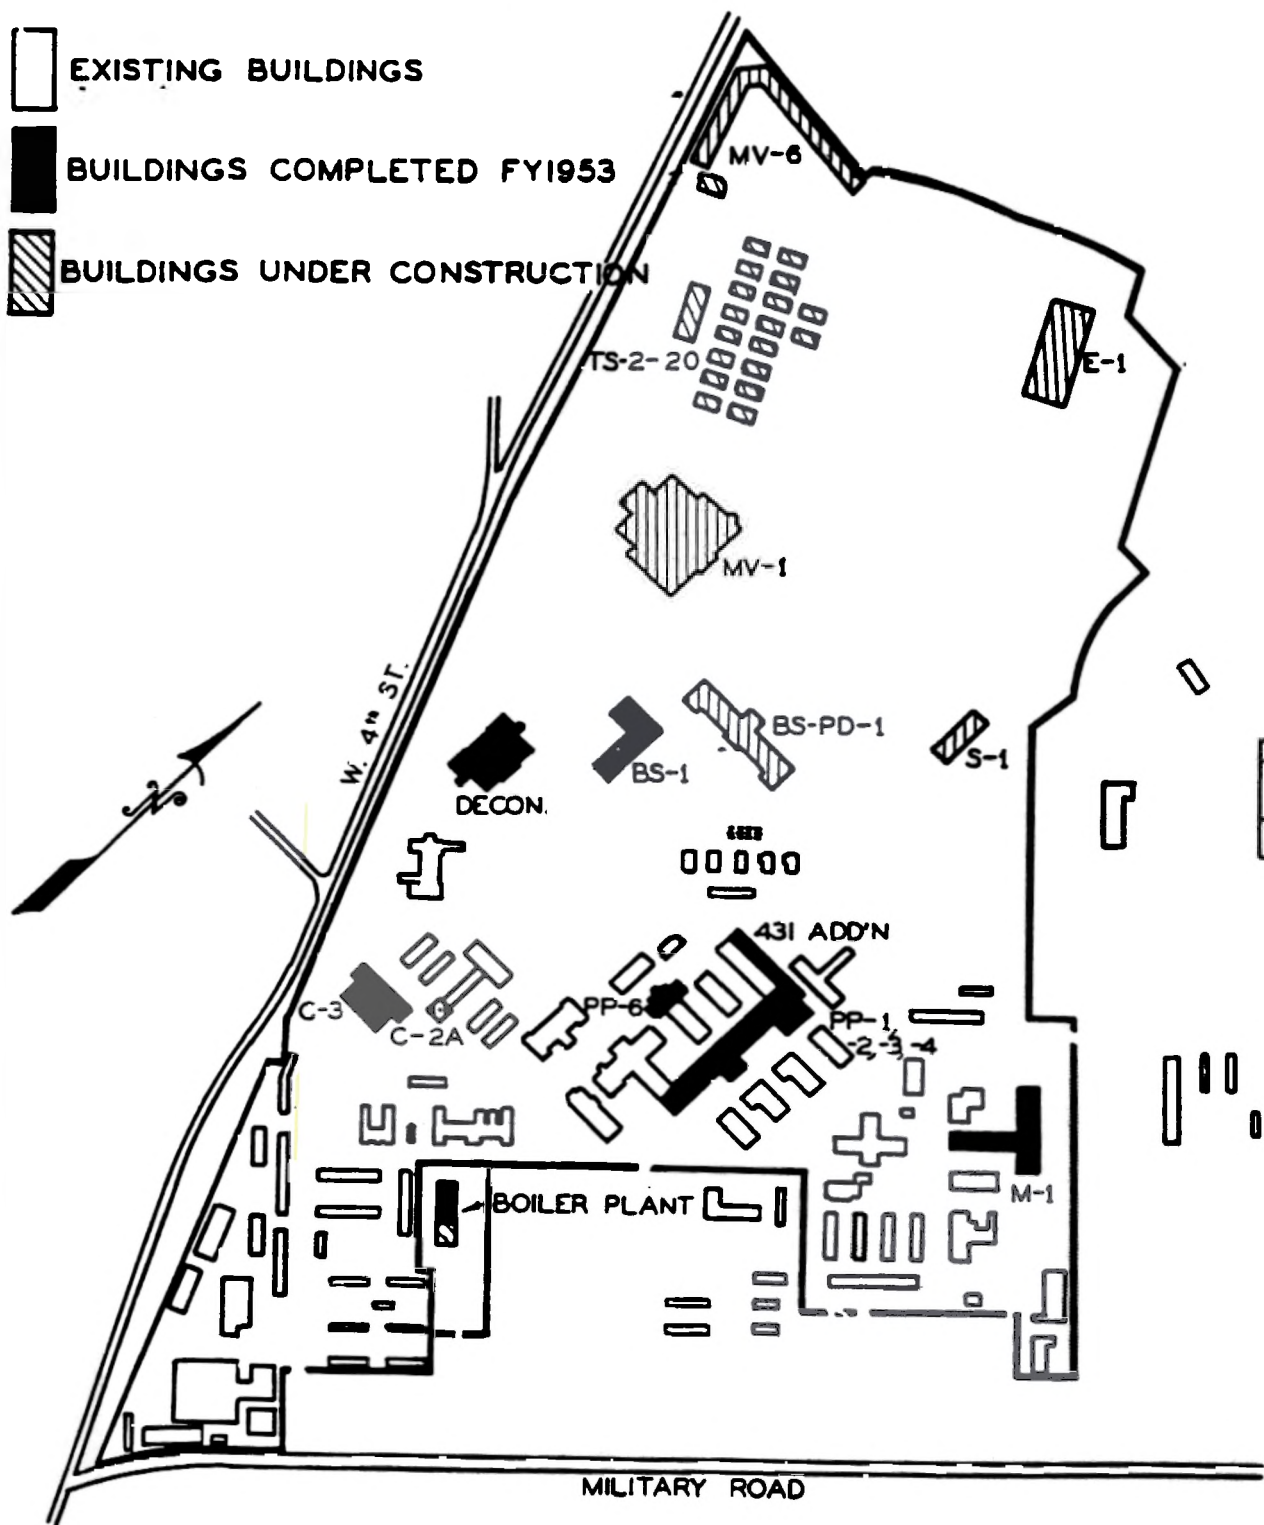 EXISTING BUILDINGS
BUILDINGS COMPLETED FY1953
BUILDINGS UNDER CONSTRUCTION
MV-6
TS-2-20
E-1
MV-1
W. 4TH ST.
N
BS-PD-1
BS-1
S-1
DECON.
431 ADD'N
C-3
C-2A
PP-6
PP-1,
-2,-3,-4
M-1
BOILER PLANT
MILITARY ROAD